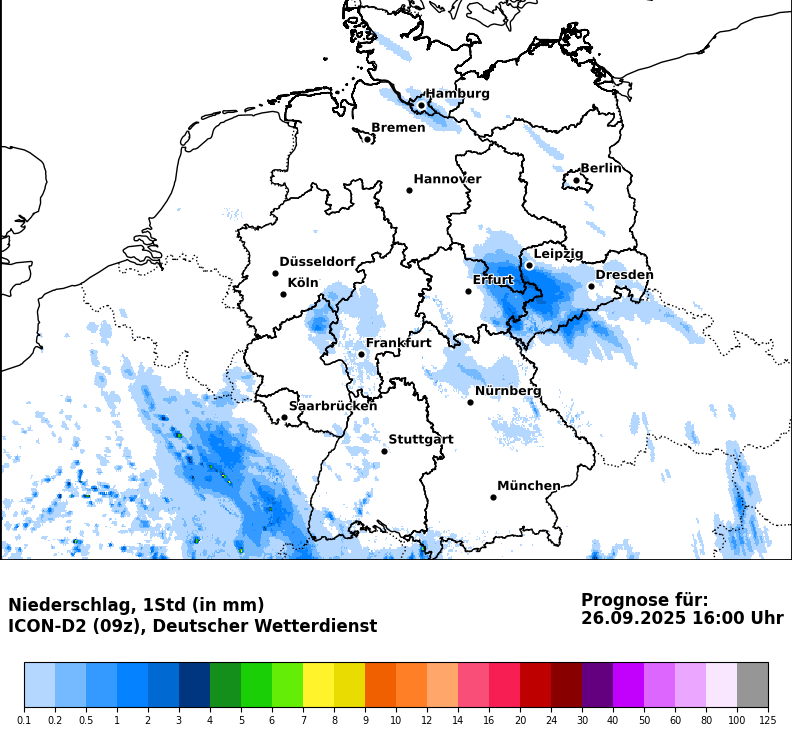 Hamburg
Bremen
Berlin
Hannover
Leipzig
Düsseldorf
Dresden
Köln
Erfurt
Frankfurt
Nürnberg
Saarbrücken
Stuttgart
München
Niederschlag, 1Std (in mm)
ICON-D2 (09z), Deutscher Wetterdienst
Prognose für:
26.09.2025 16:00 Uhr
0.1 0.2 0.5 1 2 3 4 5 6 7 8 9 10 12 14 16 20 24 30 40 50 60 80 100 125